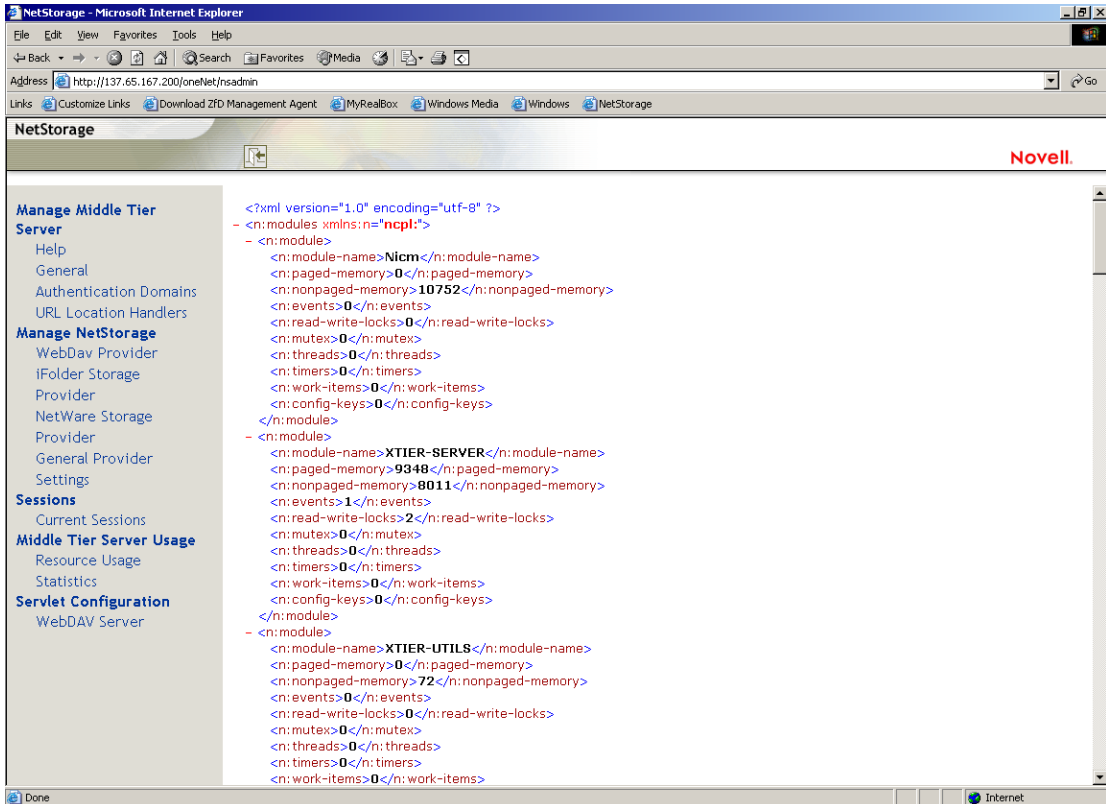 NetStorage - Microsoft Internet Explorer
File Edit View Favorites Tools Help
Back Search Favorites Media
Address http://137.65.167.200/oneNet/nsadmin Go
Links Customize Links Download ZfD Management Agent MyRealBox Windows Media Windows NetStorage
NetStorage
Novell.
Manage Middle Tier
Server
Help
General
Authentication Domains
URL Location Handlers
Manage NetStorage
WebDav Provider
iFolder Storage
Provider
NetWare Storage
Provider
General Provider
Settings
Sessions
Current Sessions
Middle Tier Server Usage
Resource Usage
Statistics
Servlet Configuration
WebDAV Server
<?xml version="1.0" encoding="utf-8" ?>
- <n:modules xmlns:n="ncpl:">
- <n:module>
<n:module-name>Nicm</n:module-name>
<n:paged-memory>0</n:paged-memory>
<n:nonpaged-memory>10752</n:nonpaged-memory>
<n:events>0</n:events>
<n:read-write-locks>0</n:read-write-locks>
<n:mutex>0</n:mutex>
<n:threads>0</n:threads>
<n:timers>0</n:timers>
<n:work-items>0</n:work-items>
<n:config-keys>0</n:config-keys>
</n:module>
- <n:module>
<n:module-name>XTIER-SERVER</n:module-name>
<n:paged-memory>9348</n:paged-memory>
<n:nonpaged-memory>8011</n:nonpaged-memory>
<n:events>1</n:events>
<n:read-write-locks>2</n:read-write-locks>
<n:mutex>0</n:mutex>
<n:threads>0</n:threads>
<n:timers>0</n:timers>
<n:work-items>0</n:work-items>
<n:config-keys>0</n:config-keys>
</n:module>
- <n:module>
<n:module-name>XTIER-UTILS</n:module-name>
<n:paged-memory>0</n:paged-memory>
<n:nonpaged-memory>72</n:nonpaged-memory>
<n:events>0</n:events>
<n:read-write-locks>0</n:read-write-locks>
<n:mutex>0</n:mutex>
<n:threads>0</n:threads>
<n:timers>0</n:timers>
<n:work-items>0</n:work-items>
Done Internet